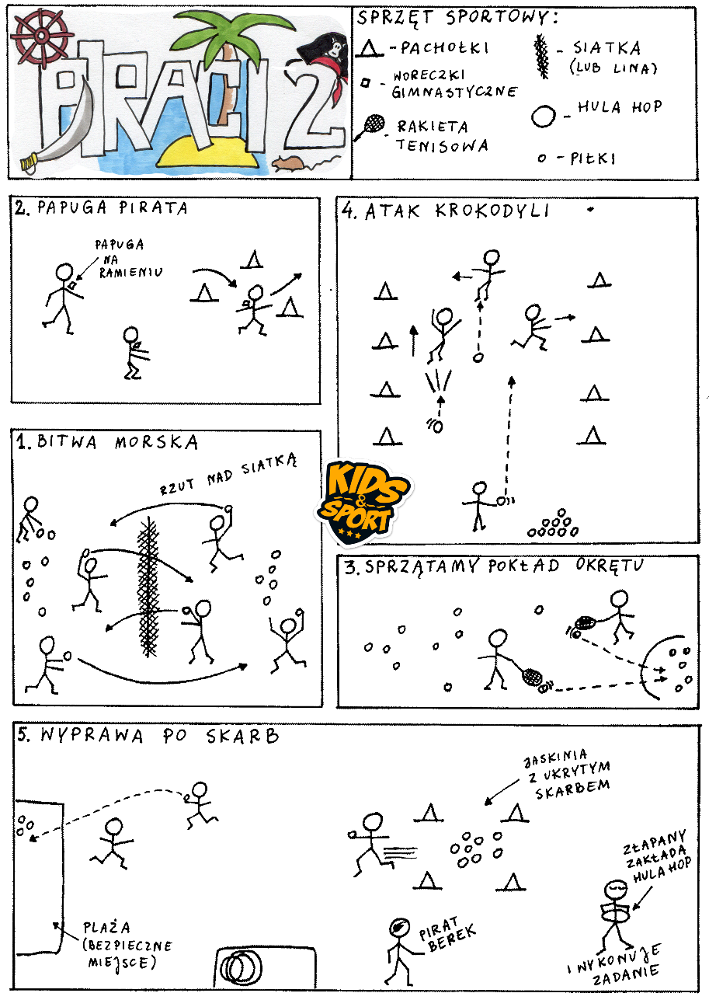 PIRACI 2
SPRZĘT SPORTOWY:
- PACHOŁKI
- WORECZKI
GIMNASTYCZNE
- RAKIETA
TENISOWA
- SIATKA
(LUB LINA)
- HULA HOP
- PIŁKI
2. PAPUGA PIRATA
PAPUGA
NA
RAMIENIU
4. ATAK KROKODYLI
1. BITWA MORSKA
RZUT NAD SIATKĄ
KIDS
&
SPORT
3. SPRZĄTAMY POKŁAD OKRĘTU
5. WYPRAWA PO SKARB
JASKINIA
Z UKRYTYM
SKARBEM
ZŁAPANY
ZAKŁADA
HULA HOP
PLAŻA
(BEZPIECZNE
MIEJSCE)
PIRAT
BEREK
I WYKONUJE
ZADANIE